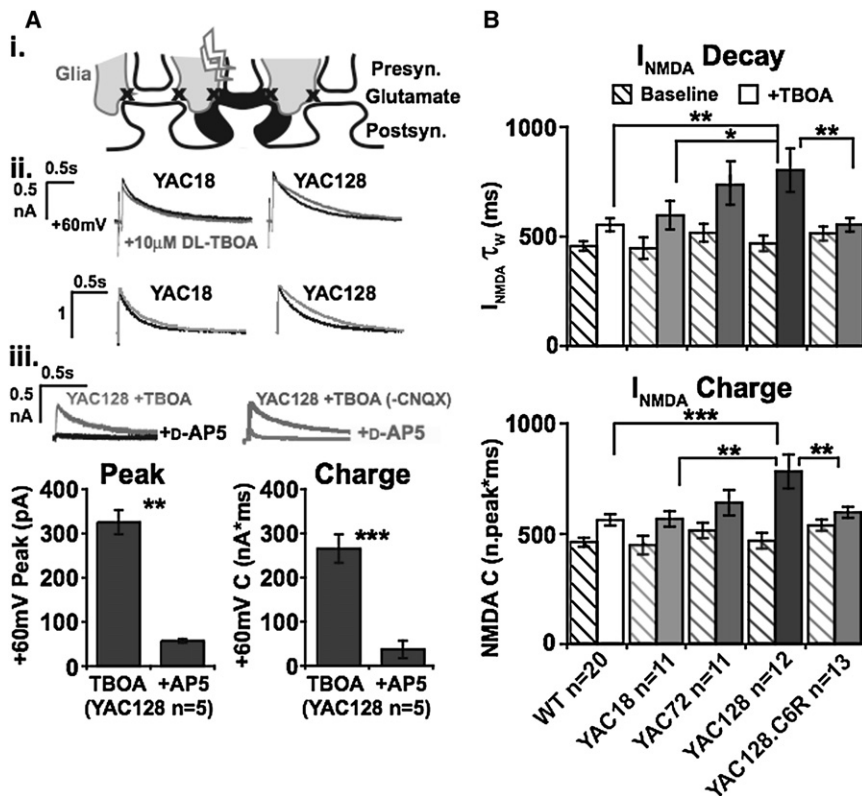 A
i.
Glia
Presyn.
Glutamate
Postsyn.
ii.
0.5s
0.5
nA
+60mV
YAC18
YAC128
+10μM DL-TBOA
0.5s
1
YAC18
YAC128
iii.
0.5s
0.5
nA
YAC128 +TBOA
+D-AP5
YAC128 +TBOA (-CNQX)
+D-AP5
Peak
+60mV Peak (pA)
400
300
200
100
0
**
TBOA +AP5
(YAC128 n=5)
Charge
+60mV C (nA*ms)
400
300
200
100
0
***
TBOA +AP5
(YAC128 n=5)
B
INMDA Decay
Baseline +TBOA
INMDA τw (ms)
1000
500
0
**
*
**
INMDA Charge
NMDA C (n.peak*ms)
1000
500
0
***
**
**
WT n=20
YAC18 n=11
YAC72 n=11
YAC128 n=12
YAC128.C6R n=13